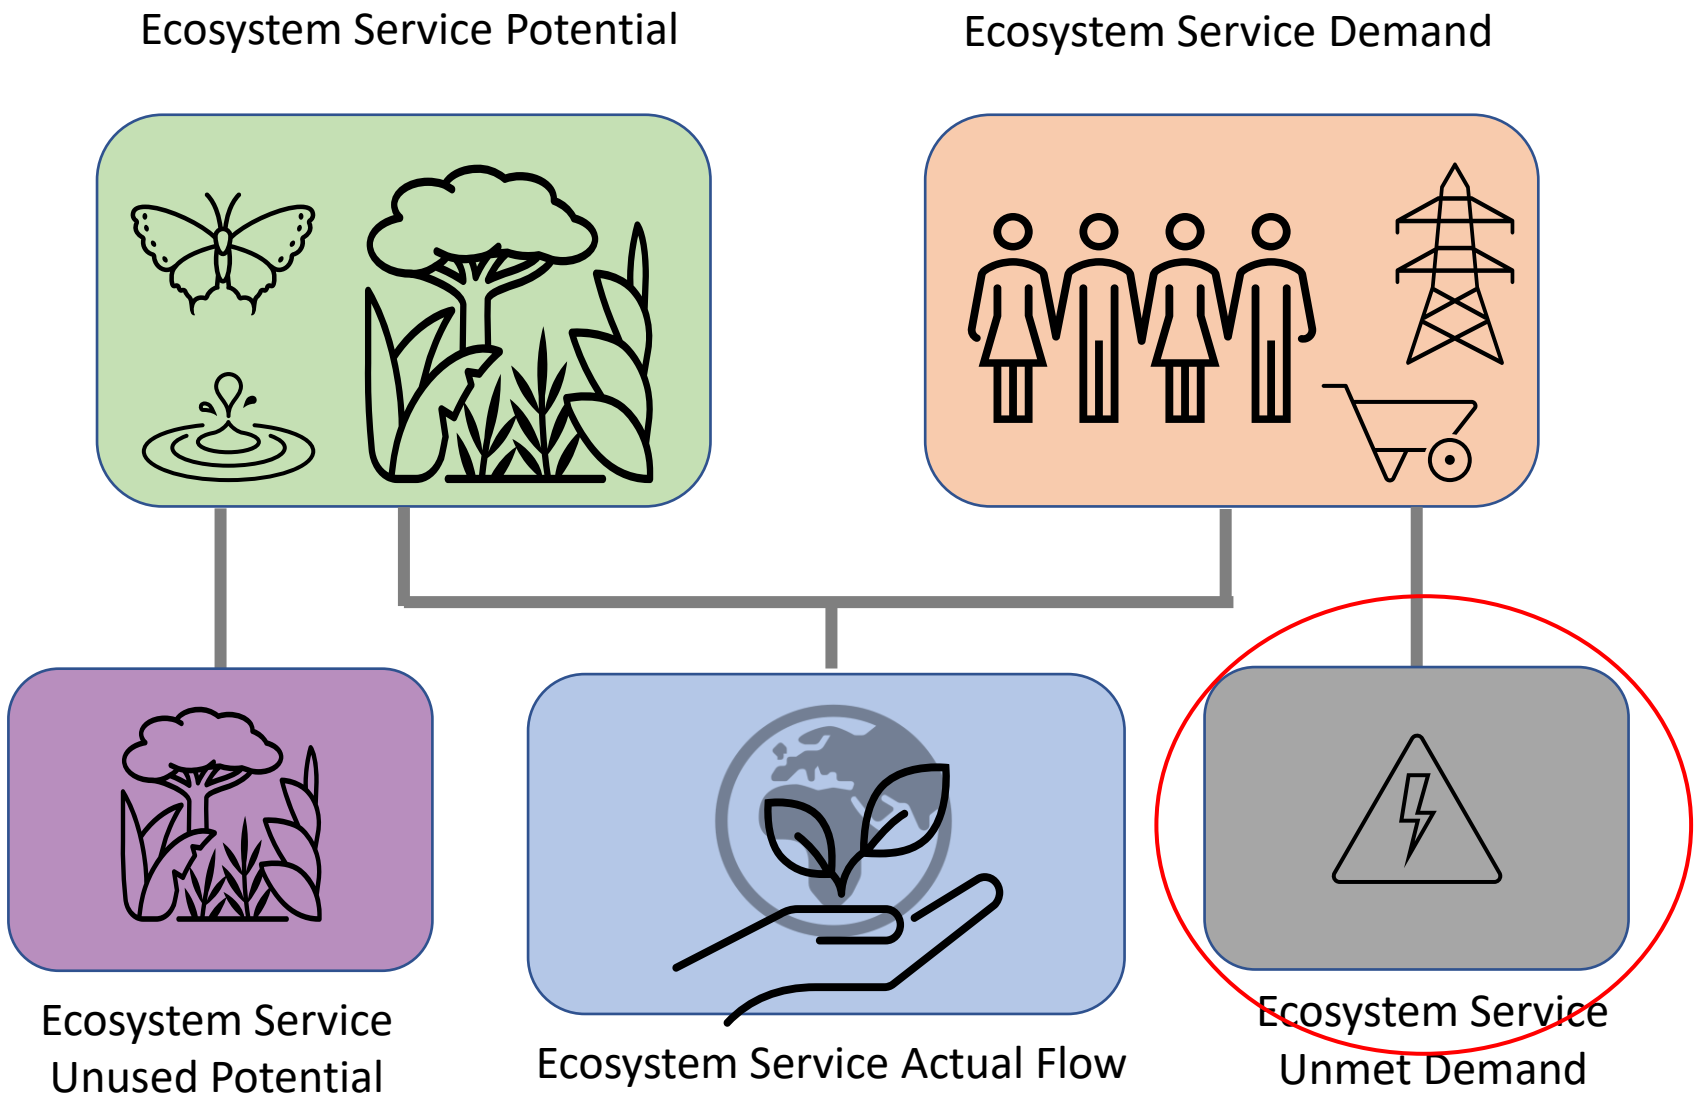 Ecosystem Service Potential
Ecosystem Service Demand
Ecosystem Service
Unused Potential
Ecosystem Service Actual Flow
Ecosystem Service
Unmet Demand